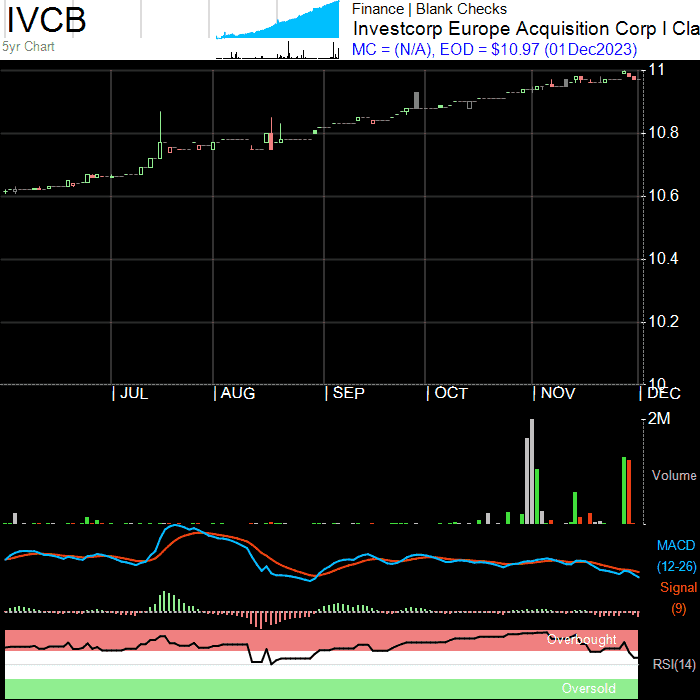 IVCB
5yr Chart
Finance | Blank Checks
Investcorp Europe Acquisition Corp I Cla
MC = (N/A), EOD = $10.97 (01Dec2023)
11
10.8
10.6
10.4
10.2
10
JUL AUG SEP OCT NOV DEC
2M
Volume
MACD
(12-26)
Signal
(9)
Overbought
RSI(14)
Oversold